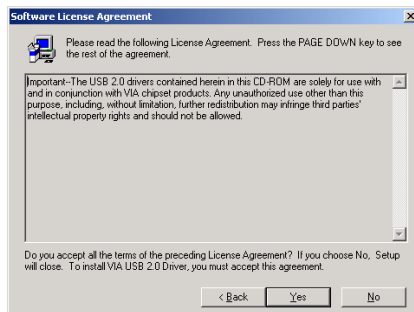 Software License Agreement
Please read the following License Agreement. Press the PAGE DOWN key to see
the rest of the agreement.
Important--The USB 2.0 drivers contained herein in this CD-ROM are solely for use with
and in conjunction with VIA chipset products. Any unauthorized use other than this
purpose, including, without limitation, further redistribution may infringe third parties'
intellectual property rights and should not be allowed.
Do you accept all the terms of the preceding License Agreement? If you choose No, Setup
will close. To install VIA USB 2.0 Driver, you must accept this agreement.
< Back Yes No